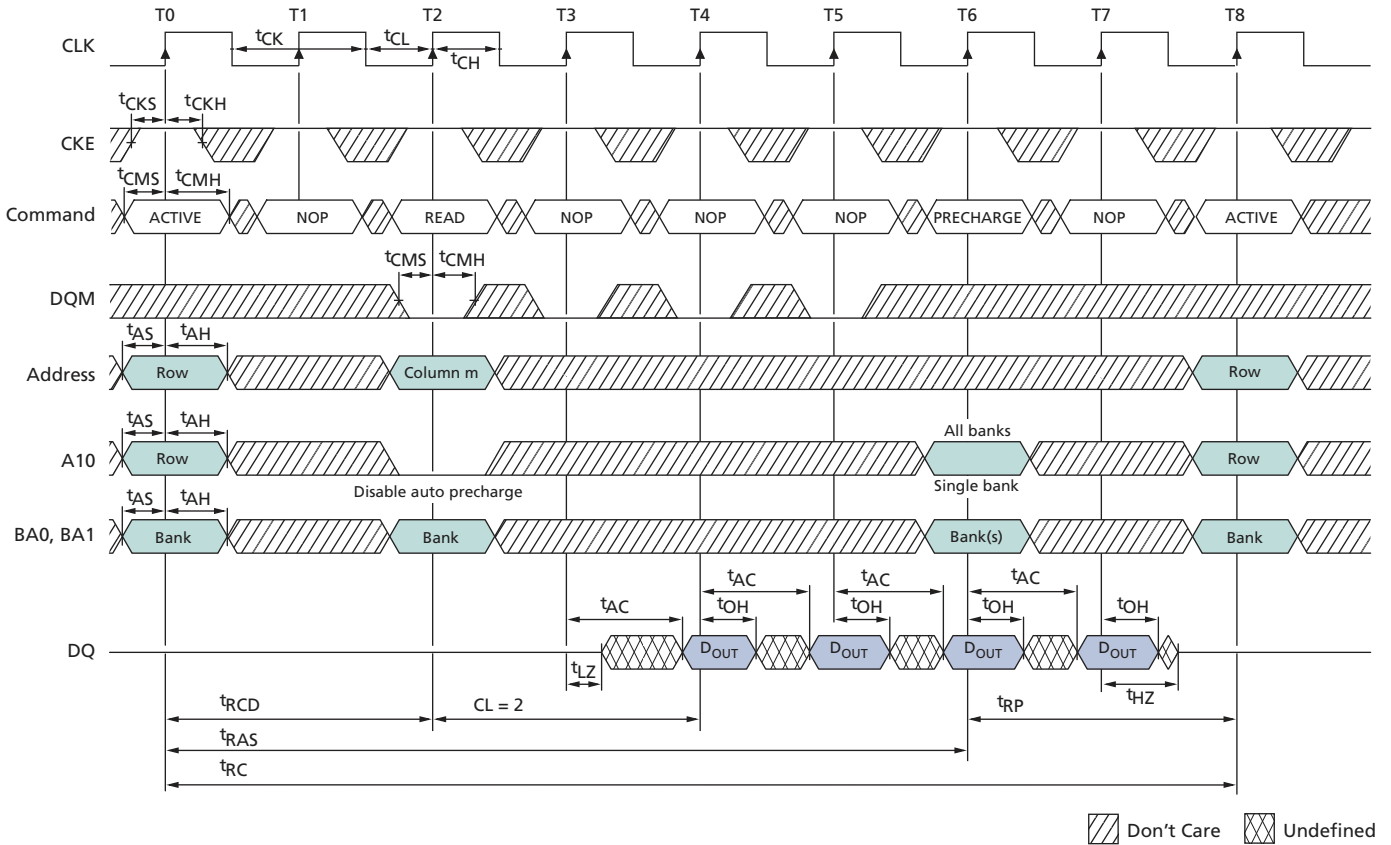 T0 T1 T2 T3 T4 T5 T6 T7 T8
CLK tCK tCL tCH
tCKS tCKH
CKE
tCMS tCMH
Command ACTIVE NOP READ NOP NOP NOP PRECHARGE NOP ACTIVE
tCMS tCMH
DQM
tAS tAH
Address Row Column m Row
tAS tAH All banks
A10 Row Row
Disable auto precharge Single bank
tAS tAH
BA0, BA1 Bank Bank Bank(s) Bank
tAC tAC tAC tAC
tOH tOH tOH tOH
DQ DOUT DOUT DOUT DOUT
tLZ tHZ
tRCD CL = 2 tRP
tRAS
tRC
Don't Care Undefined